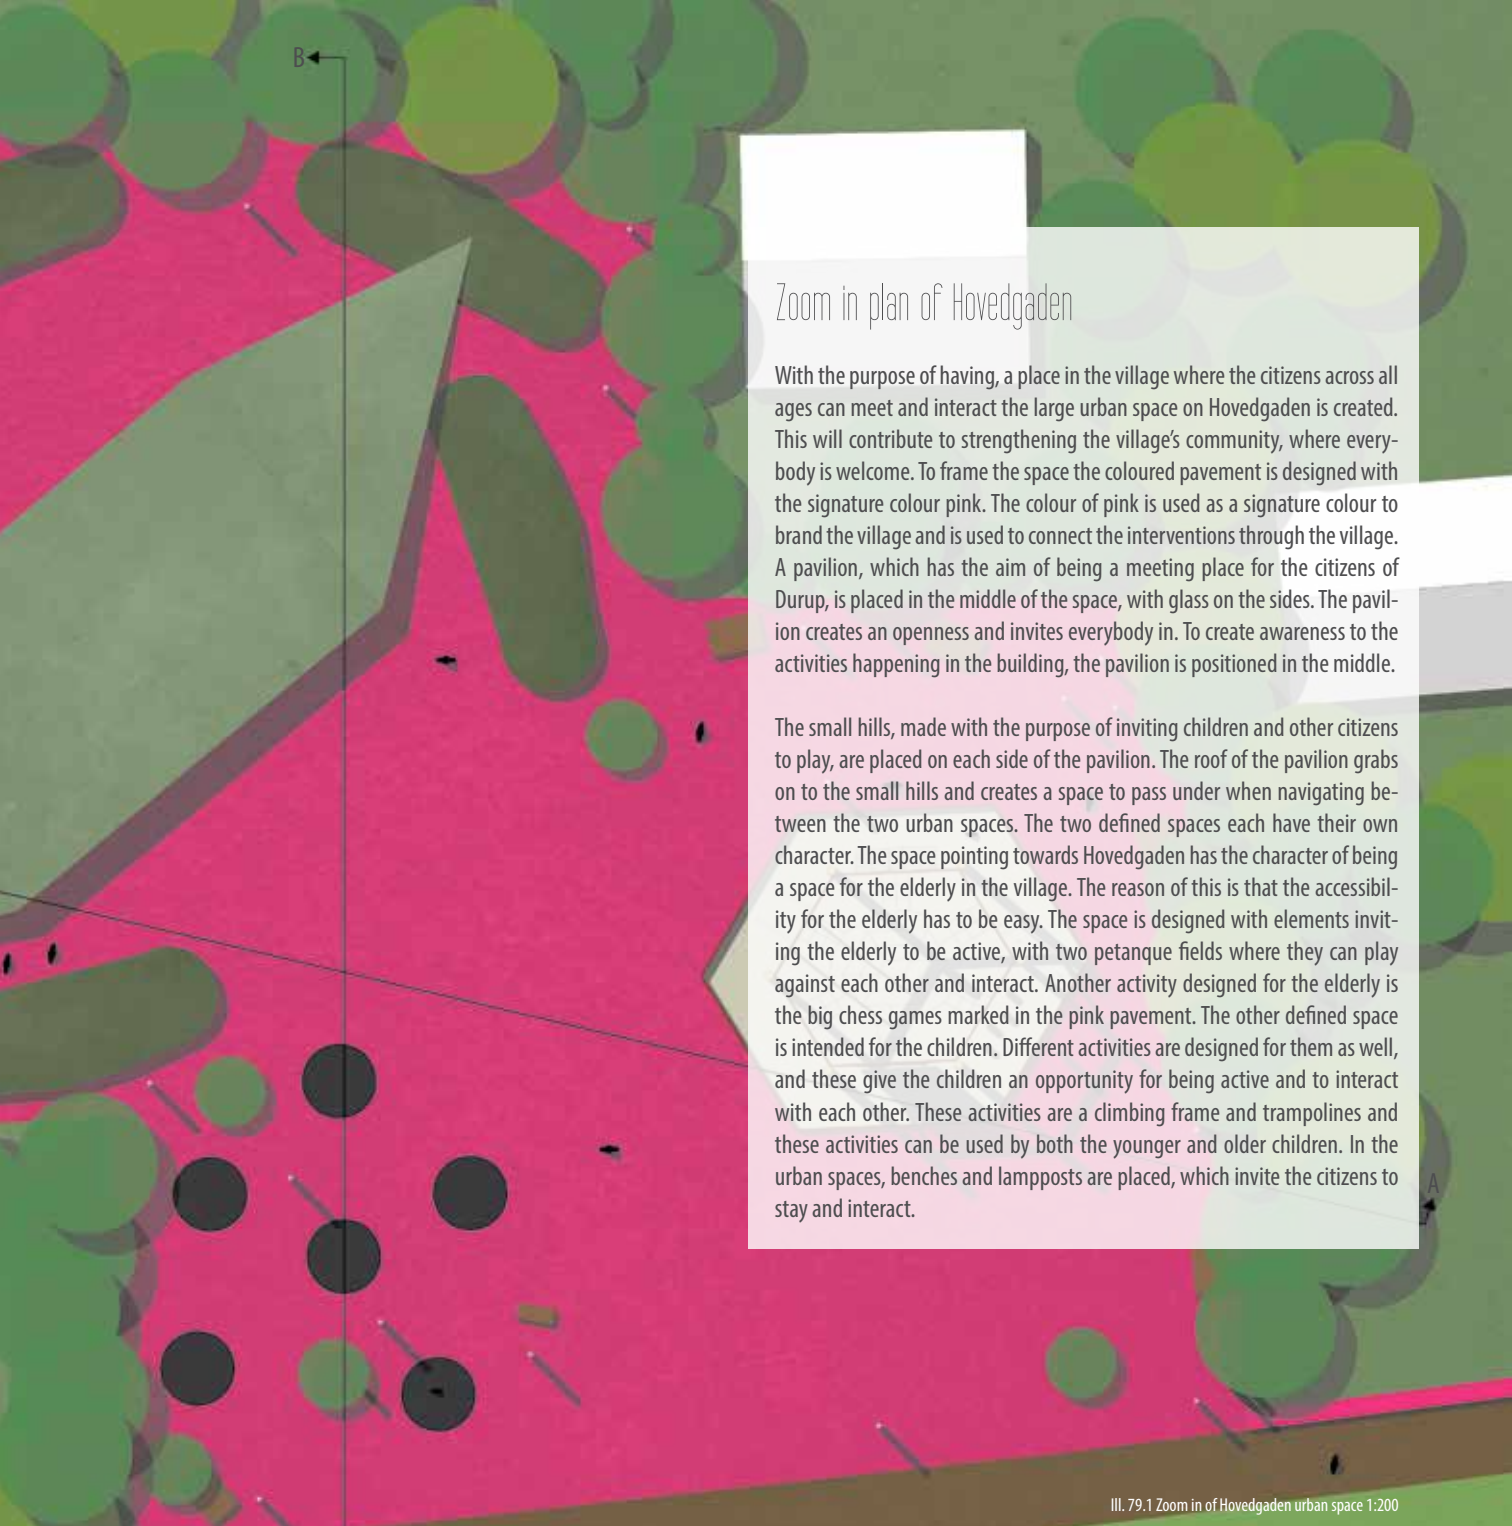 B
Zoom in plan of Hovedgaden
With the purpose of having, a place in the village where the citizens across all
ages can meet and interact the large urban space on Hovedgaden is created.
This will contribute to strengthening the village's community, where every-
body is welcome. To frame the space the coloured pavement is designed with
the signature colour pink. The colour of pink is used as a signature colour to
brand the village and is used to connect the interventions through the village.
A pavilion, which has the aim of being a meeting place for the citizens of
Durup, is placed in the middle of the space, with glass on the sides. The pavil-
ion creates an openness and invites everybody in. To create awareness to the
activities happening in the building, the pavilion is positioned in the middle.
The small hills, made with the purpose of inviting children and other citizens
to play, are placed on each side of the pavilion. The roof of the pavilion grabs
on to the small hills and creates a space to pass under when navigating be-
tween the two urban spaces. The two defined spaces each have their own
character. The space pointing towards Hovedgaden has the character of being
a space for the elderly in the village. The reason of this is that the accessibil-
ity for the elderly has to be easy. The space is designed with elements invit-
ing the elderly to be active, with two petanque fields where they can play
against each other and interact. Another activity designed for the elderly is
the big chess games marked in the pink pavement. The other defined space
is intended for the children. Different activities are designed for them as well,
and these give the children an opportunity for being active and to interact
with each other. These activities are a climbing frame and trampolines and
these activities can be used by both the younger and older children. In the
urban spaces, benches and lampposts are placed, which invite the citizens to
stay and interact.
A
Ill. 79.1 Zoom in of Hovedgaden urban space 1:200